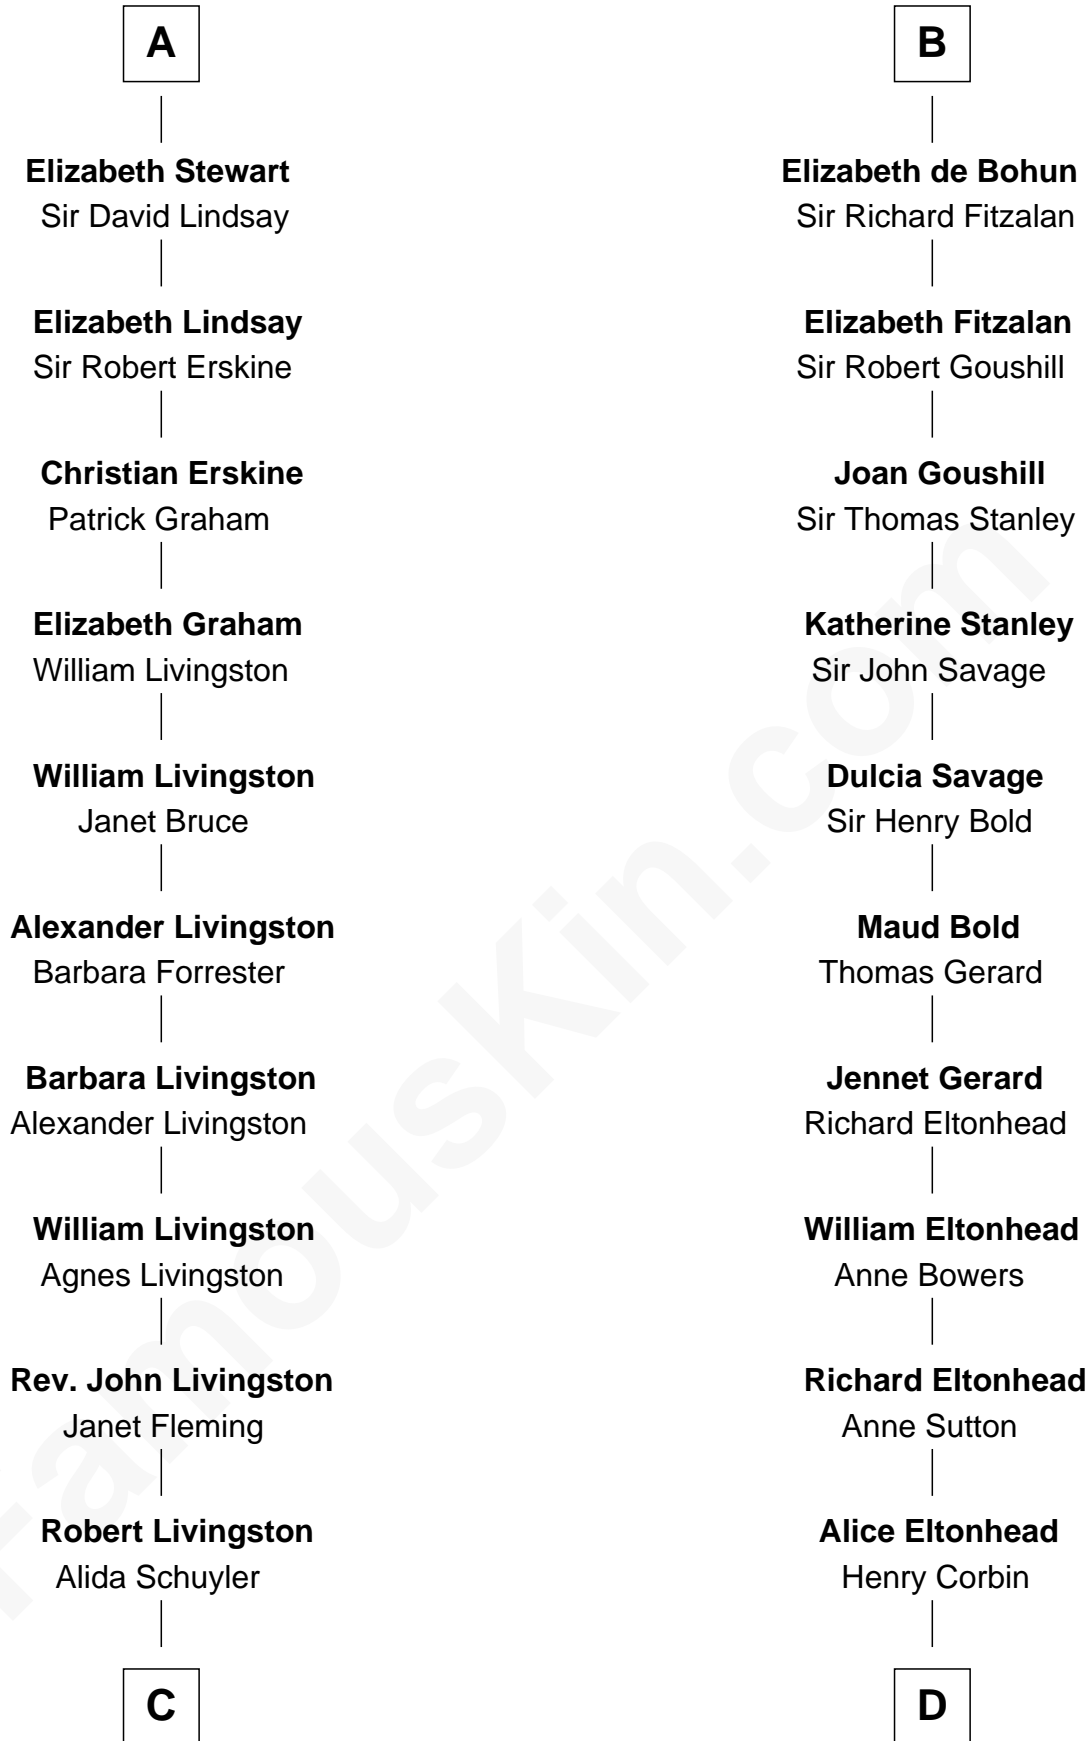 A
Elizabeth Stewart
Sir David Lindsay
Elizabeth Lindsay
Sir Robert Erskine
Christian Erskine
Patrick Graham
Elizabeth Graham
William Livingston
William Livingston
Janet Bruce
Alexander Livingston
Barbara Forrester
Barbara Livingston
Alexander Livingston
William Livingston
Agnes Livingston
Rev. John Livingston
Janet Fleming
Robert Livingston
Alida Schuyler
C
B
Elizabeth de Bohun
Sir Richard Fitzalan
Elizabeth Fitzalan
Sir Robert Goushill
Joan Goushill
Sir Thomas Stanley
Katherine Stanley
Sir John Savage
Dulcia Savage
Sir Henry Bold
Maud Bold
Thomas Gerard
Jennet Gerard
Richard Eltonhead
William Eltonhead
Anne Bowers
Richard Eltonhead
Anne Sutton
Alice Eltonhead
Henry Corbin
D
FamousKin.com